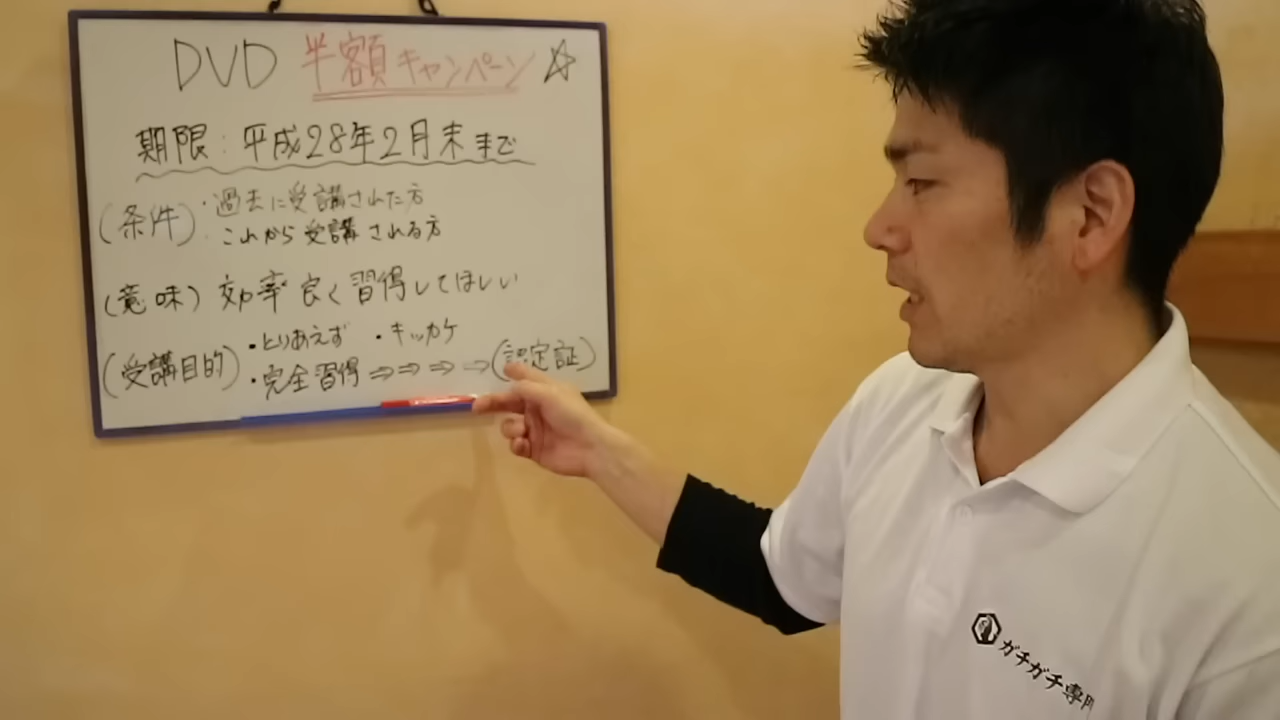 DVD 半額キャンペーン☆
期限：平成28年2月末まで
(条件)・過去に受講された方
・これから受講される方
(意味) 効率良く習得してほしい
(受講目的)・とりあえず ・キッカケ
・完全習得⇒⇒⇒⇒(認定証)
ガチガチ専門